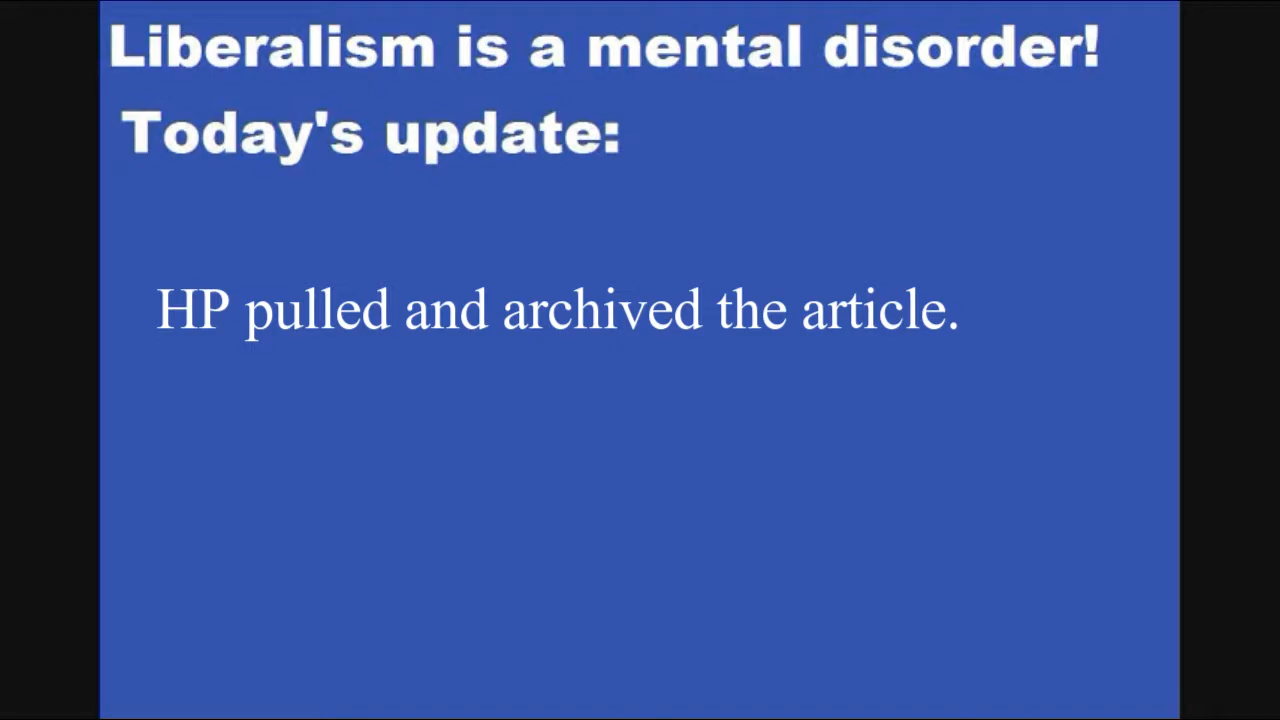 Liberalism is a mental disorder!
Today's update:
HP pulled and archived the article.